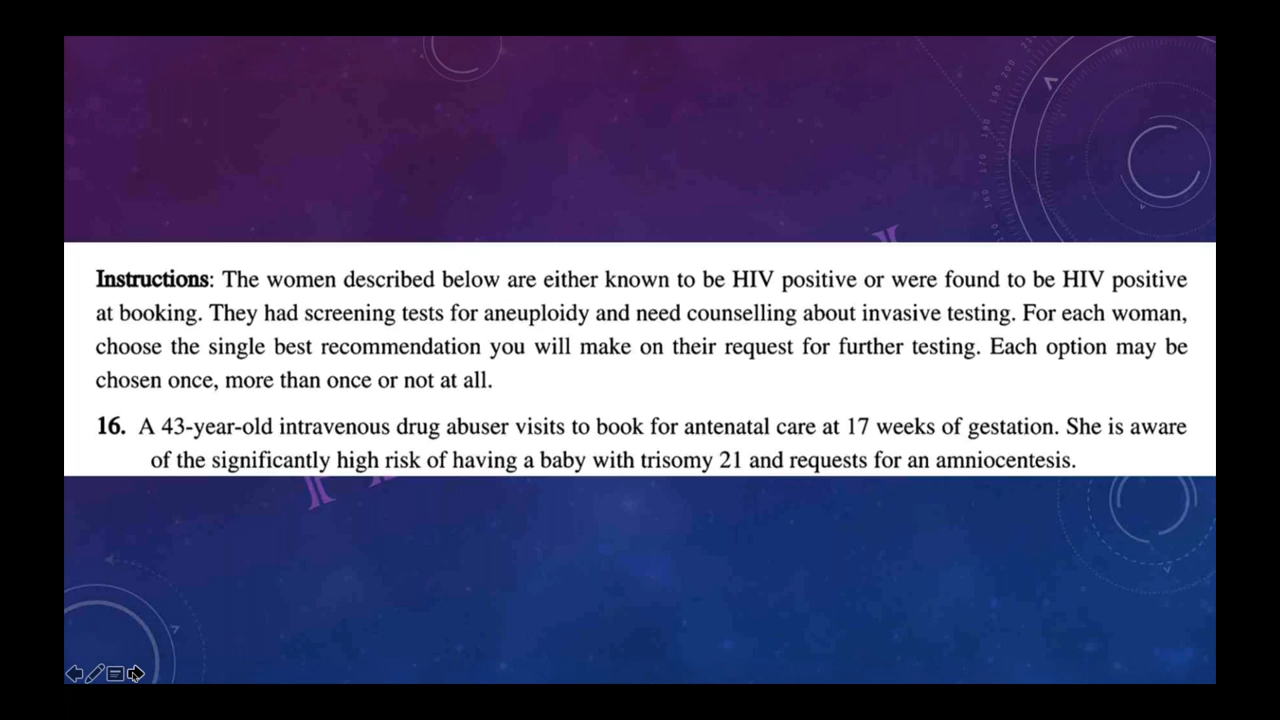 Instructions: The women described below are either known to be HIV positive or were found to be HIV positive
at booking. They had screening tests for aneuploidy and need counselling about invasive testing. For each woman,
choose the single best recommendation you will make on their request for further testing. Each option may be
chosen once, more than once or not at all.
16. A 43-year-old intravenous drug abuser visits to book for antenatal care at 17 weeks of gestation. She is aware
of the significantly high risk of having a baby with trisomy 21 and requests for an amniocentesis.